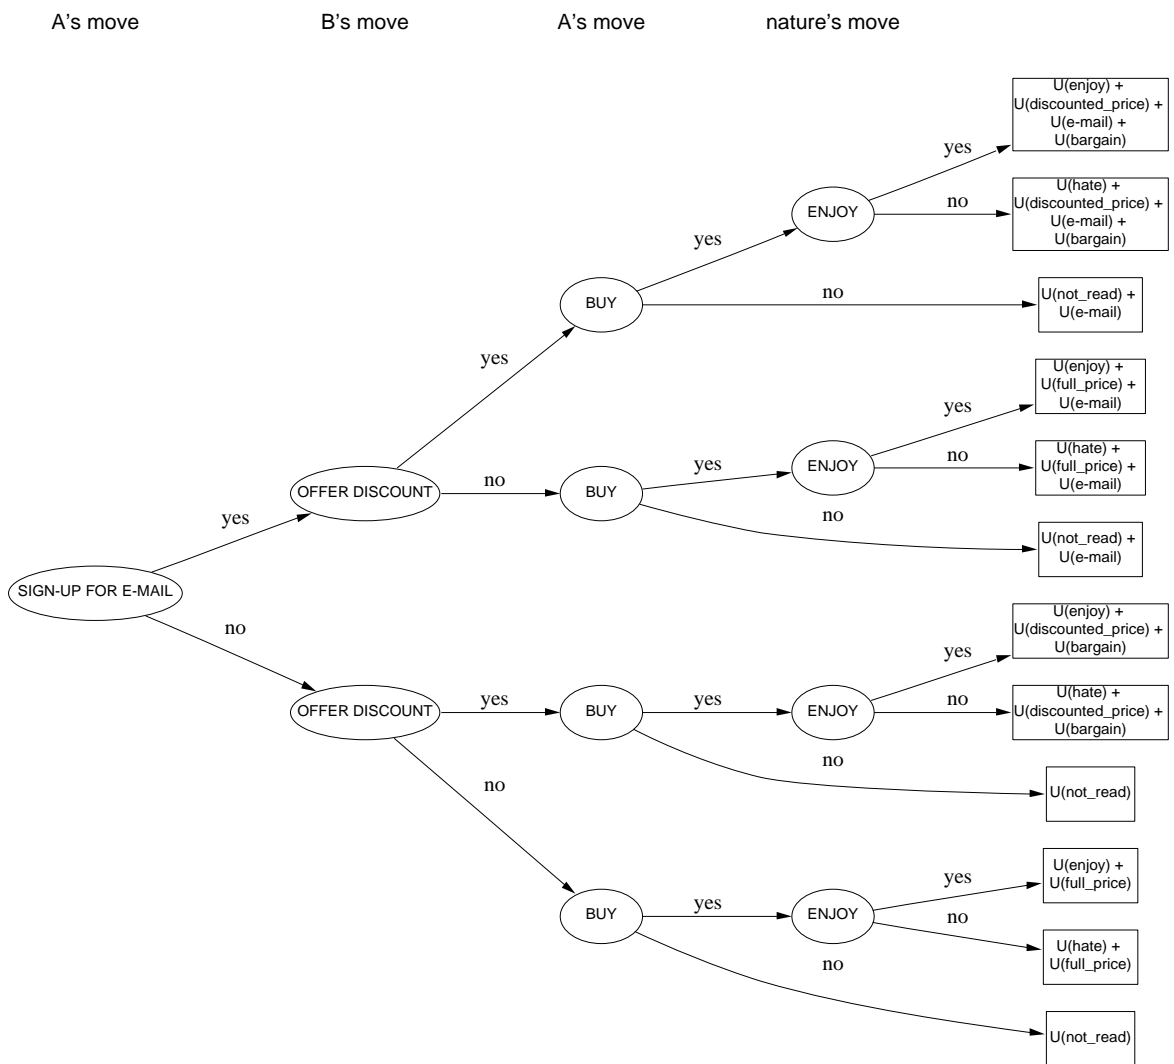 A's move B's move A's move nature's move
U(enjoy) +
U(discounted_price) +
U(e-mail) +
U(bargain)
yes
ENJOY
no
U(hate) +
U(discounted_price) +
U(e-mail) +
U(bargain)
yes
BUY
no
U(not_read) +
U(e-mail)
yes
U(enjoy) +
U(full_price) +
U(e-mail)
yes
ENJOY
no
U(hate) +
U(full_price) +
U(e-mail)
yes
OFFER DISCOUNT
no
BUY
no
U(not_read) +
U(e-mail)
yes
SIGN-UP FOR E-MAIL
no
U(enjoy) +
U(discounted_price) +
U(bargain)
yes
OFFER DISCOUNT
yes
BUY
yes
ENJOY
no
U(hate) +
U(discounted_price) +
U(bargain)
no
U(not_read)
no
U(enjoy) +
U(full_price)
yes
BUY
yes
ENJOY
no
U(hate) +
U(full_price)
no
U(not_read)